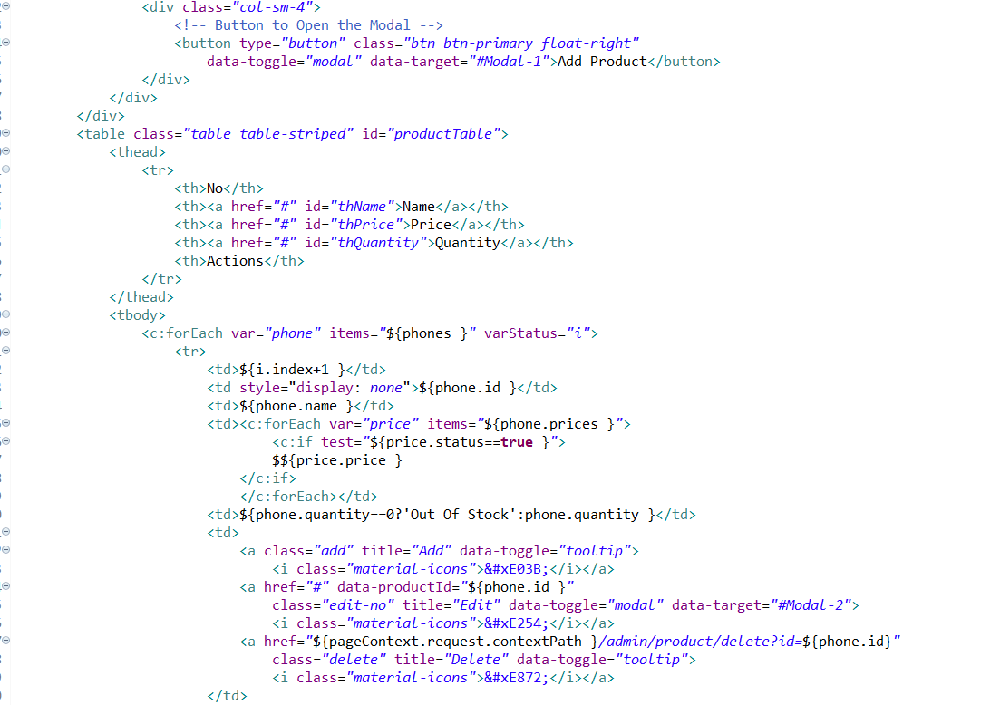 <div class="col-sm-4">
<!-- Button to Open the Modal -->
<button type="button" class="btn btn-primary float-right"
data-toggle="modal" data-target="#Modal-1">Add Product</button>
</div>
</div>
</div>
<table class="table table-striped" id="productTable">
<thead>
<tr>
<th>No</th>
<th><a href="#" id="thName">Name</a></th>
<th><a href="#" id="thPrice">Price</a></th>
<th><a href="#" id="thQuantity">Quantity</a></th>
<th>Actions</th>
</tr>
</thead>
<tbody>
<c:forEach var="phone" items="${phones }" varStatus="i">
<tr>
<td>${i.index+1 }</td>
<td style="display: none">${phone.id }</td>
<td>${phone.name }</td>
<td><c:forEach var="price" items="${phone.prices }">
<c:if test="${price.status==true }">
$${price.price }
</c:if>
</c:forEach></td>
<td>${phone.quantity==0?'Out Of Stock':phone.quantity }</td>
<td>
<a class="add" title="Add" data-toggle="tooltip">
<i class="material-icons">&#xE03B;</i></a>
<a href="#" data-productId="${phone.id }"
class="edit-no" title="Edit" data-toggle="modal" data-target="#Modal-2">
<i class="material-icons">&#xE254;</i></a>
<a href="${pageContext.request.contextPath }/admin/product/delete?id=${phone.id}"
class="delete" title="Delete" data-toggle="tooltip">
<i class="material-icons">&#xE872;</i></a>
</td>